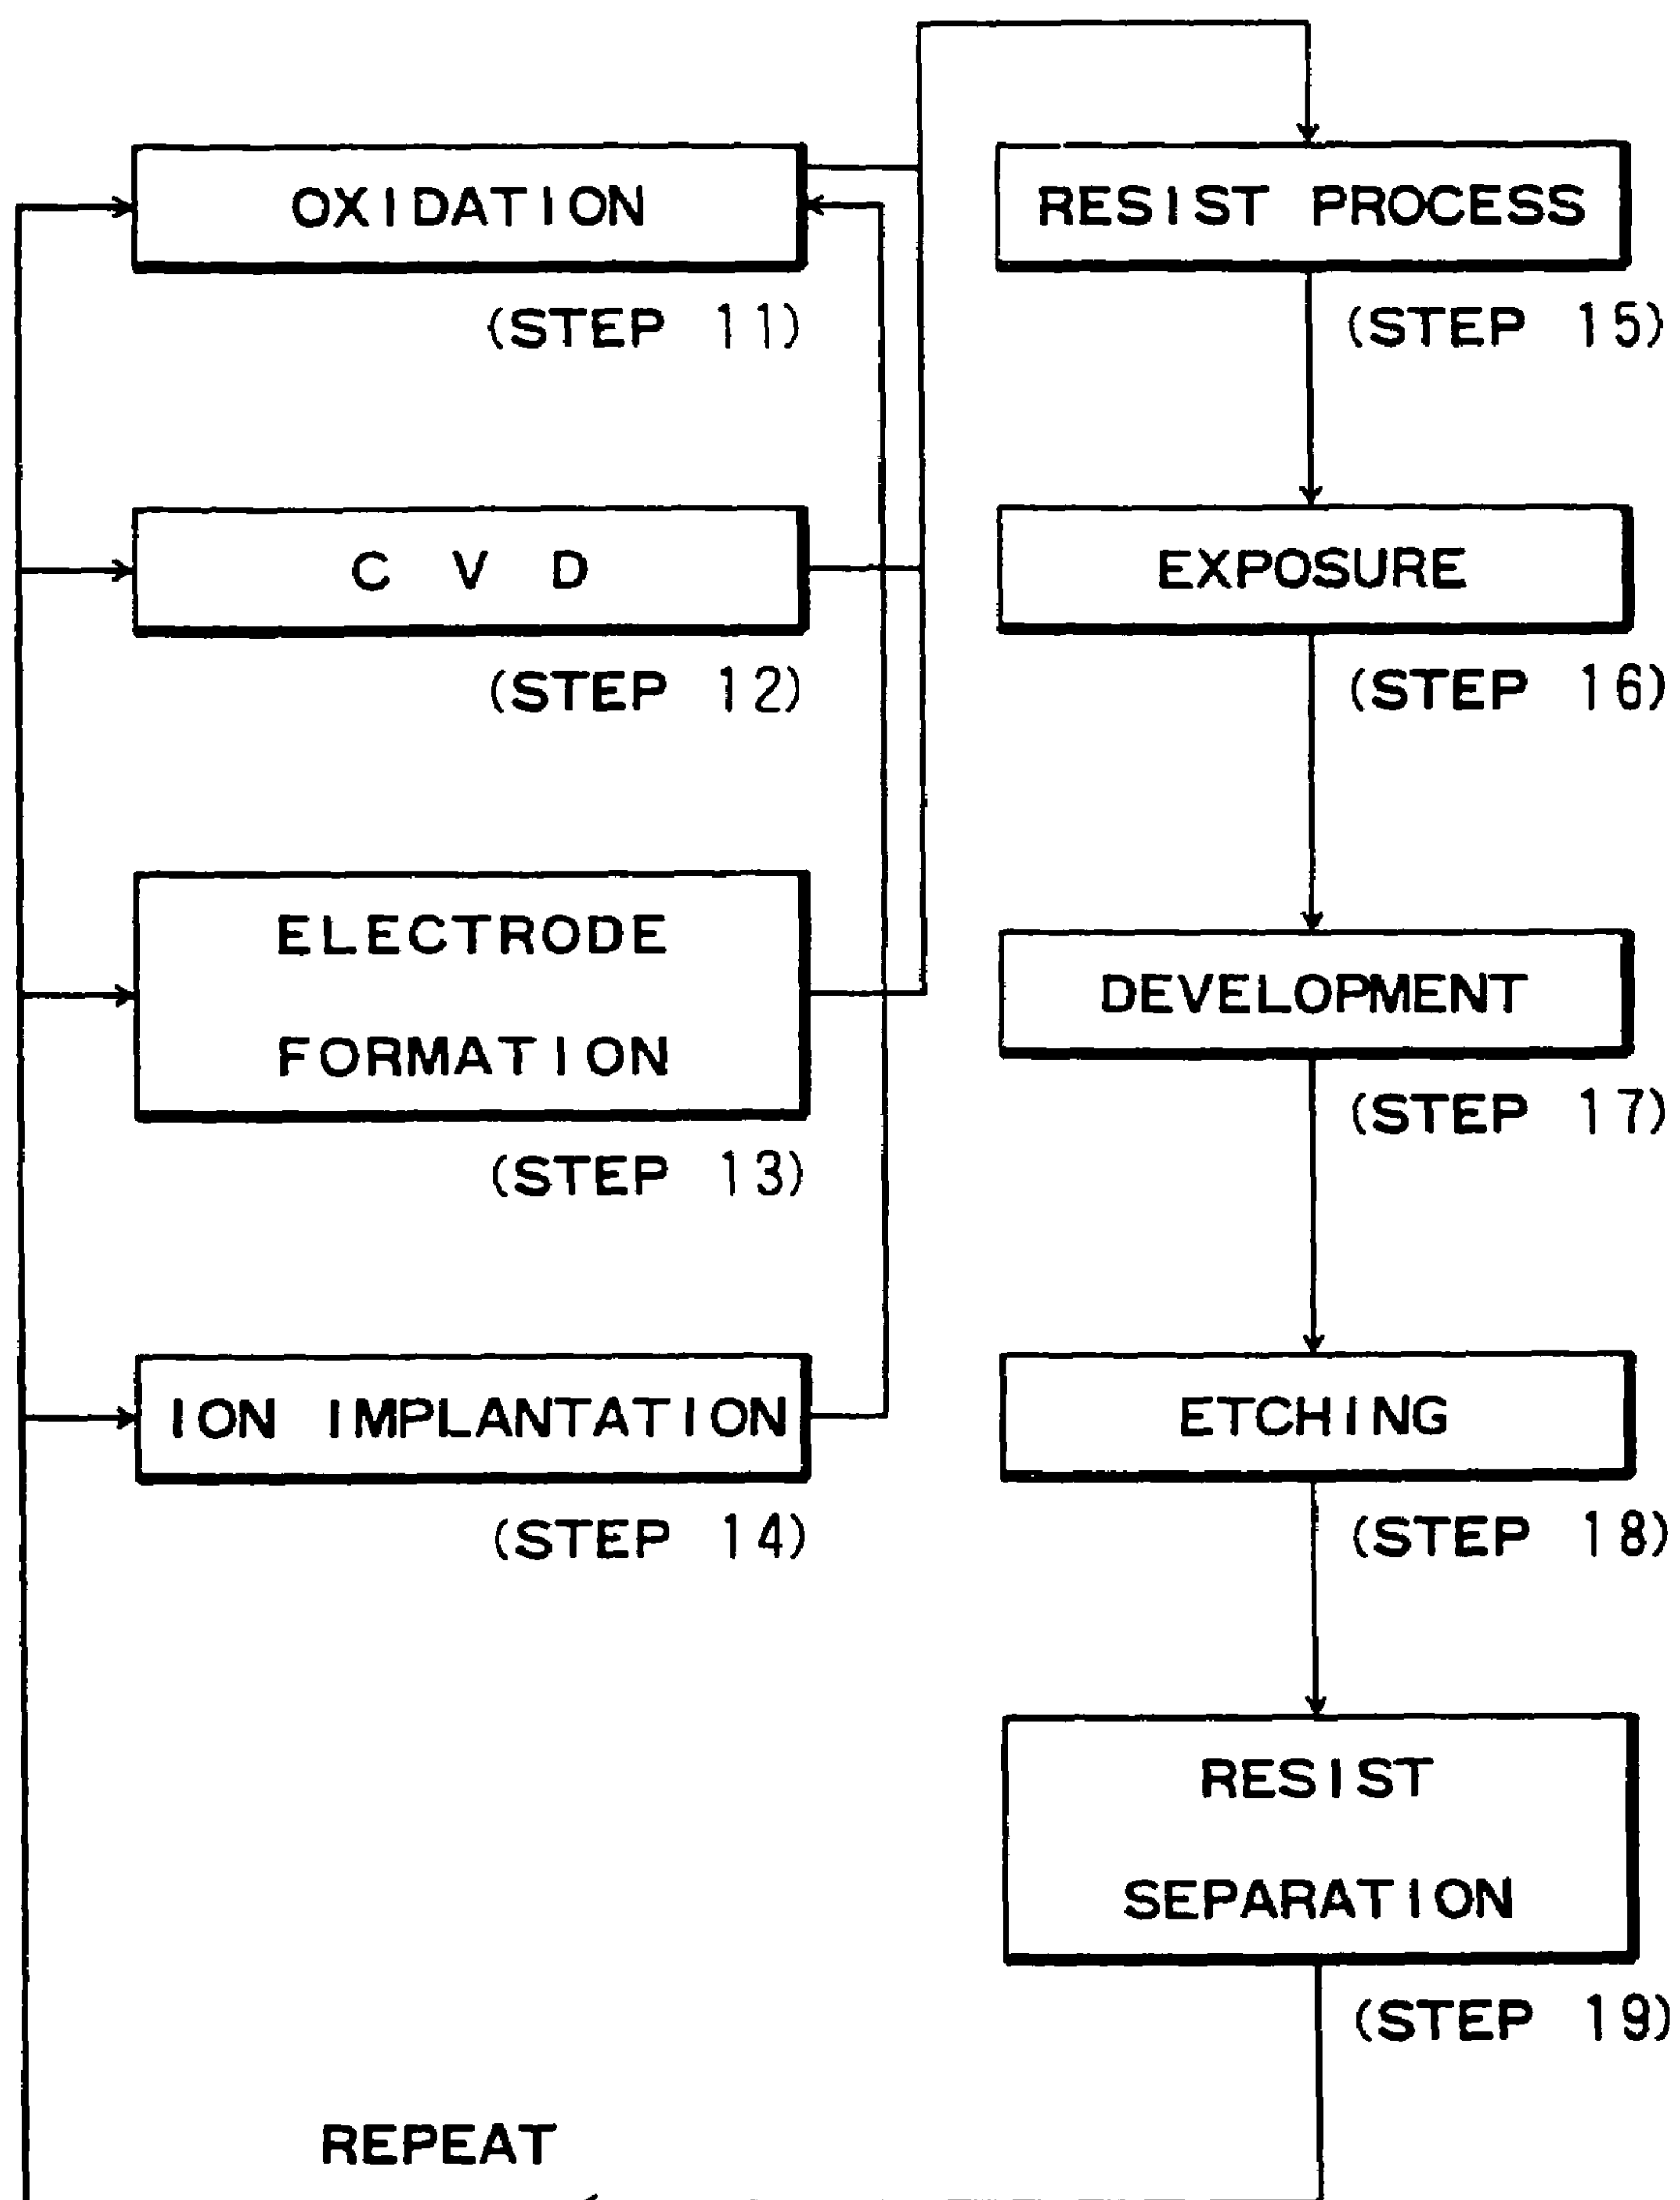 OXIDATION
(STEP 11)
C V D
(STEP 12)
ELECTRODE
FORMATION
(STEP 13)
ION IMPLANTATION
(STEP 14)
RESIST PROCESS
(STEP 15)
EXPOSURE
(STEP 16)
DEVELOPMENT
(STEP 17)
ETCHING
(STEP 18)
RESIST
SEPARATION
(STEP 19)
REPEAT